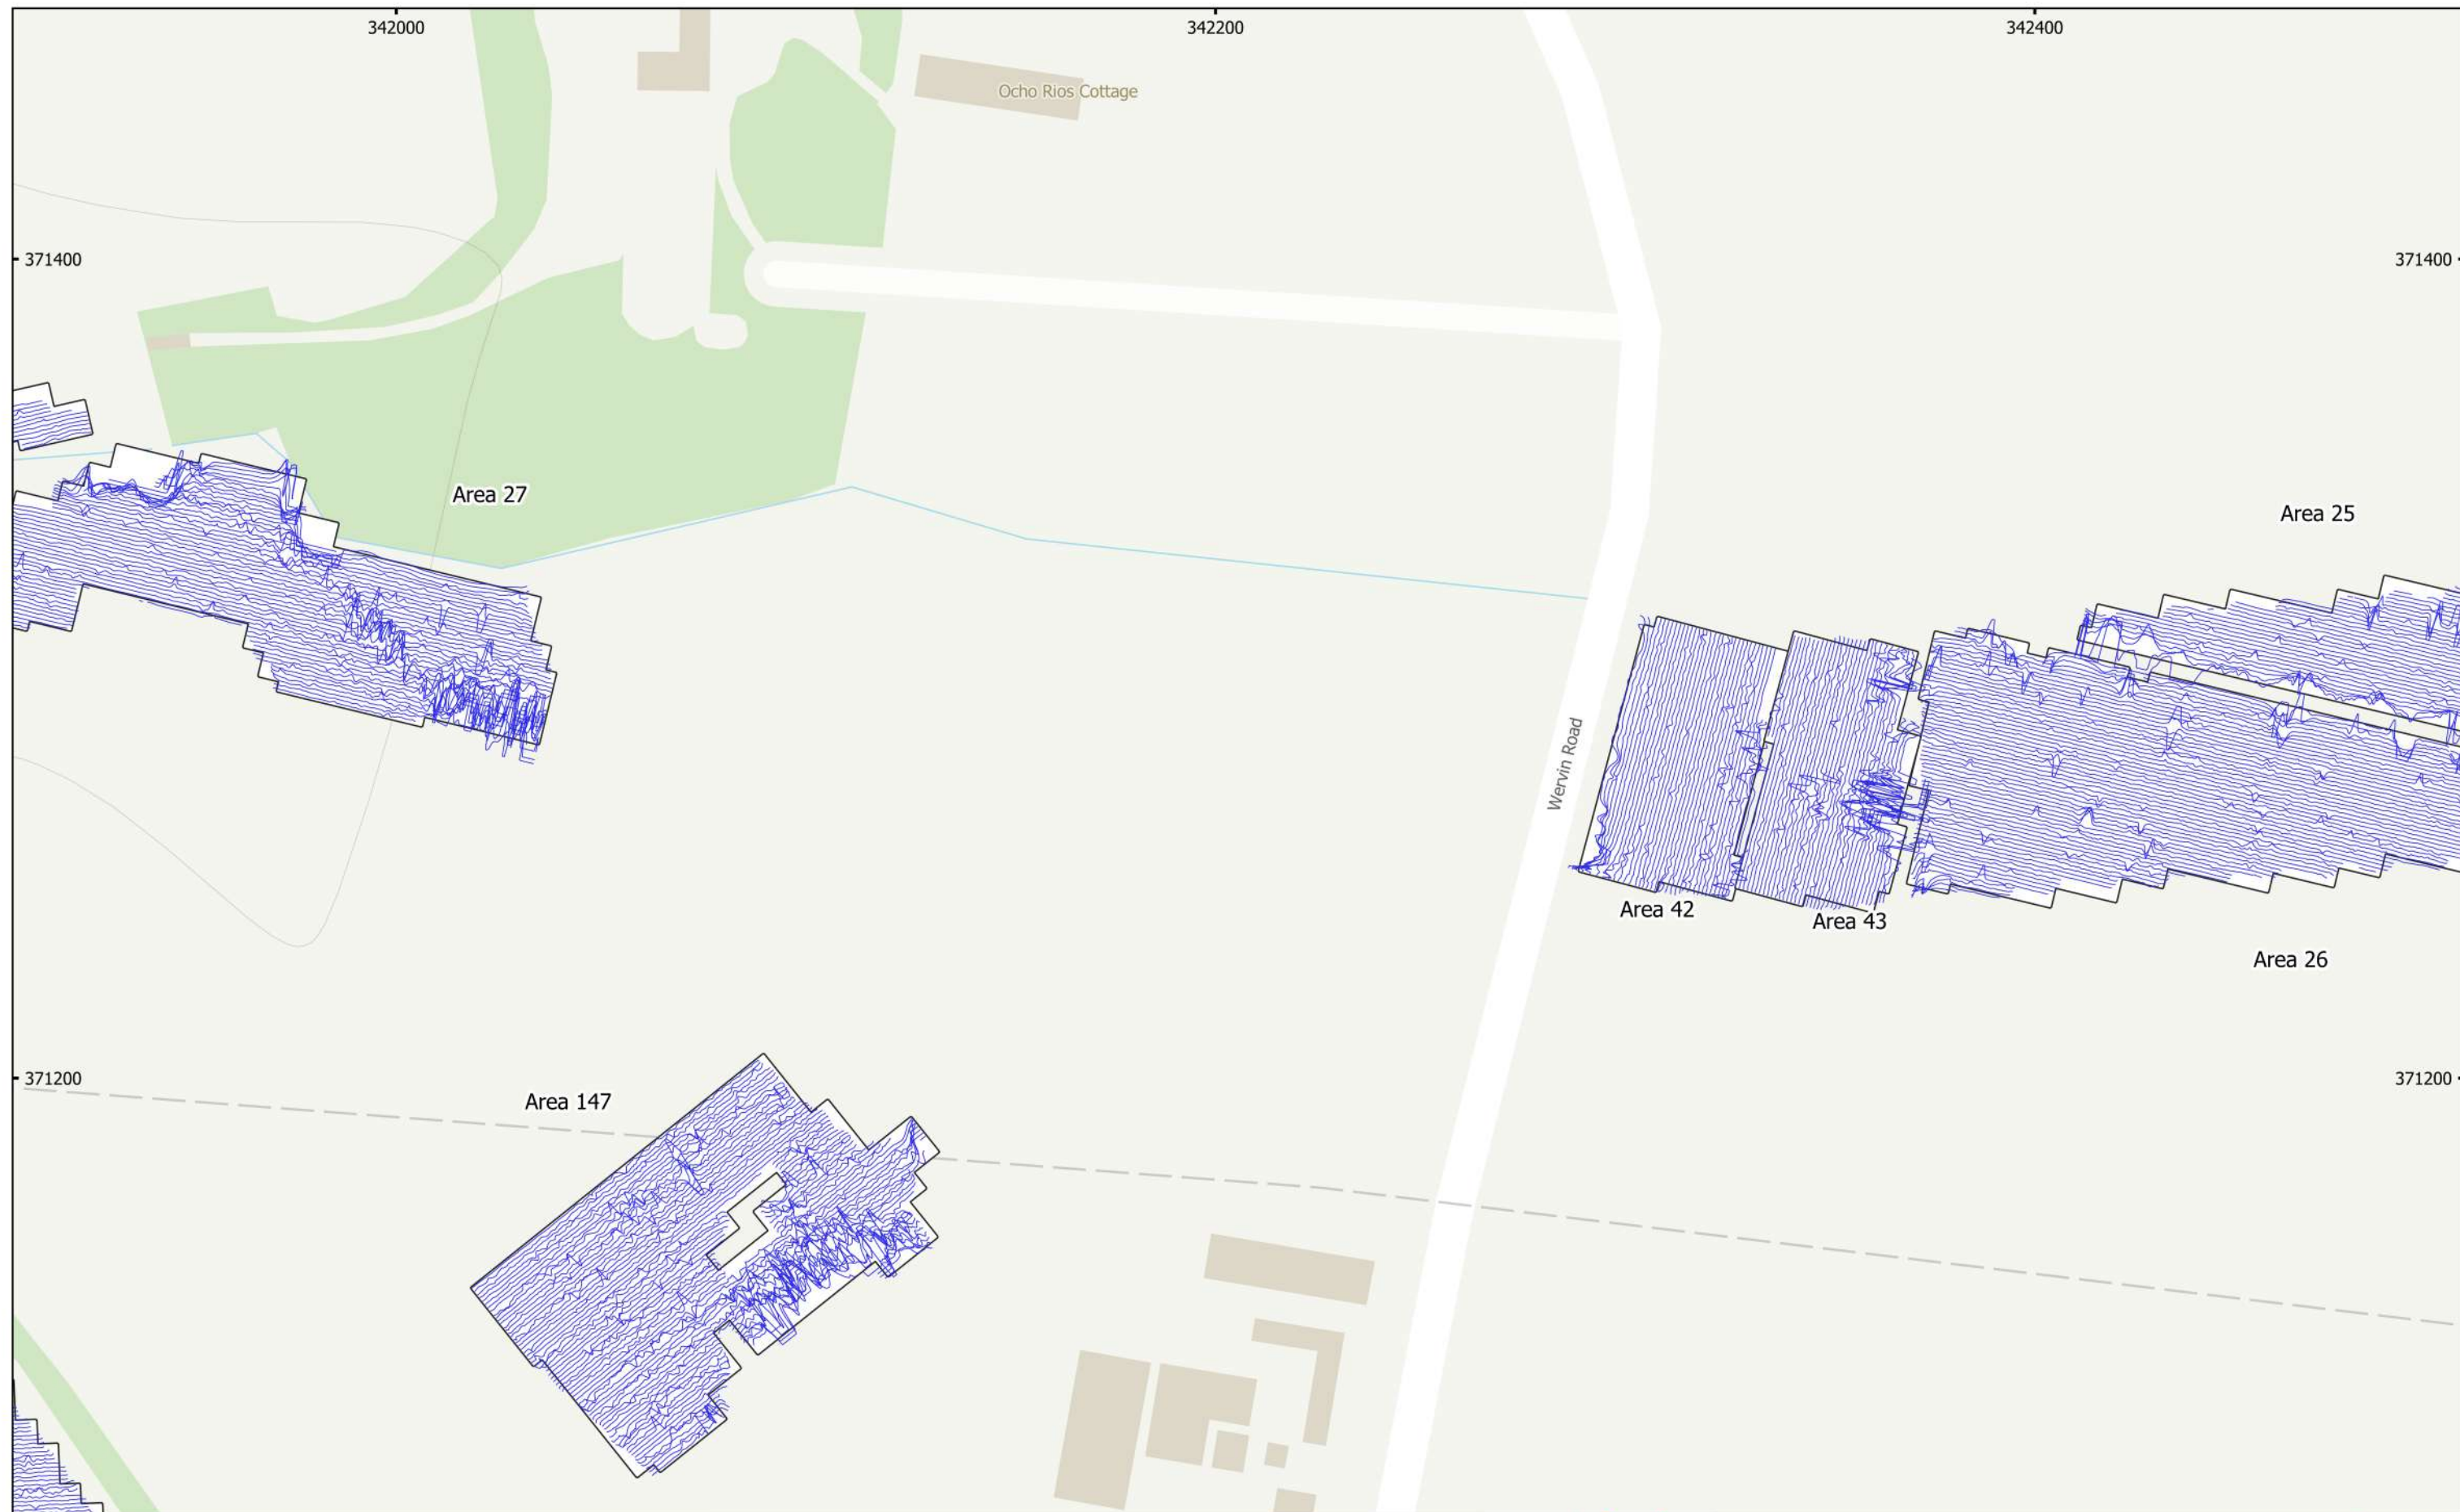 342000
342200
342400
Ocho Rios Cottage
371400
371400
Area 27
Area 25
Wervin Road
Area 42
Area 43
Area 26
371200
371200
Area 147